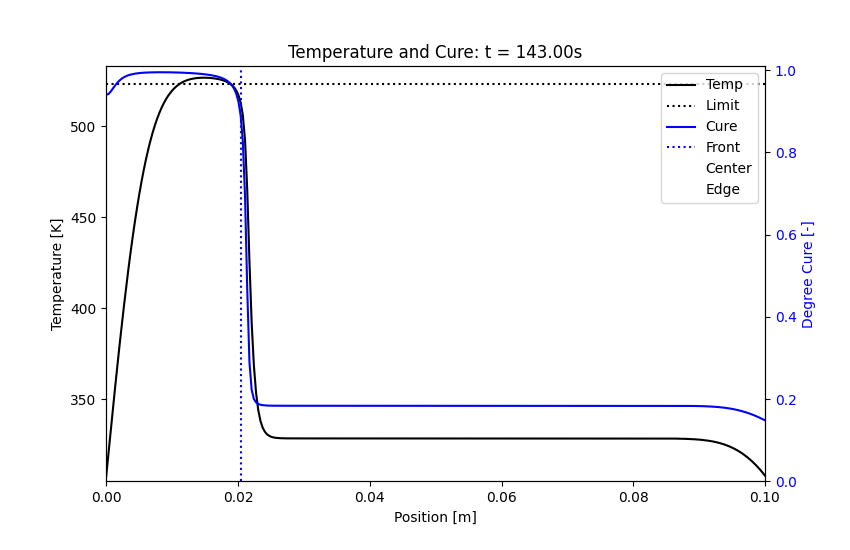 Temperature and Cure: t = 143.00s
Temp
Limit
Cure
Front
Center
Edge
500
450
400
350
Temperature [K]
1.0
0.8
0.6
0.4
0.2
0.0
Degree Cure [-]
0.00 0.02 0.04 0.06 0.08 0.10
Position [m]